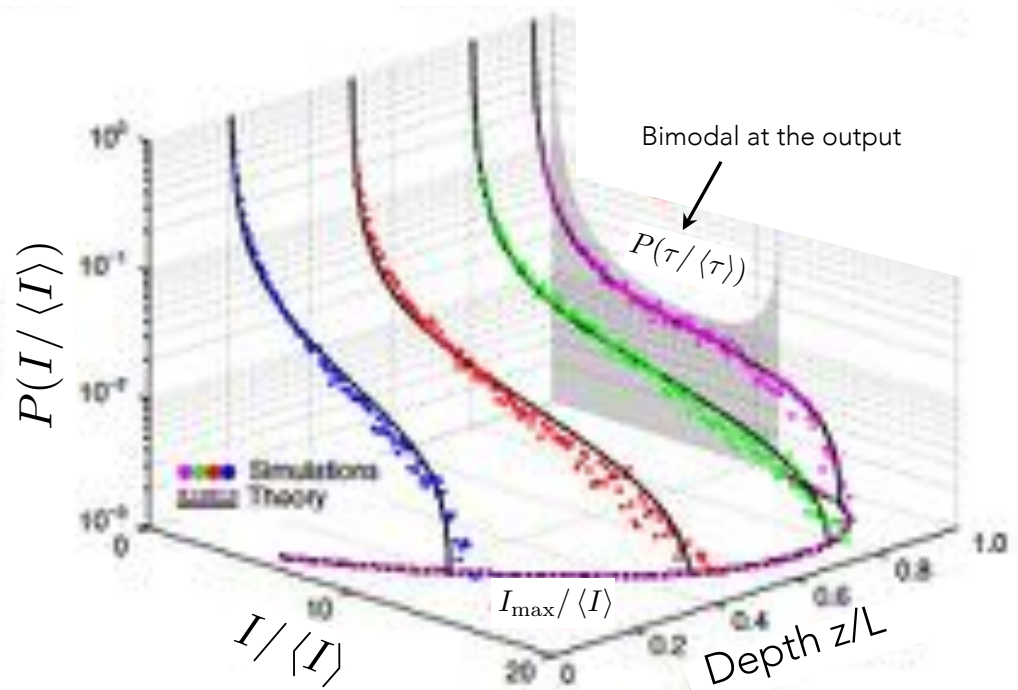 Bimodal at the output
P(τ/⟨τ⟩)
P(I/⟨I⟩)
10⁰
10⁻¹
10⁻²
10⁻³
Simulations
Theory
0
10
20
I/⟨I⟩
I_max/⟨I⟩
0
0.2
0.4
0.6
0.8
1.0
Depth z/L